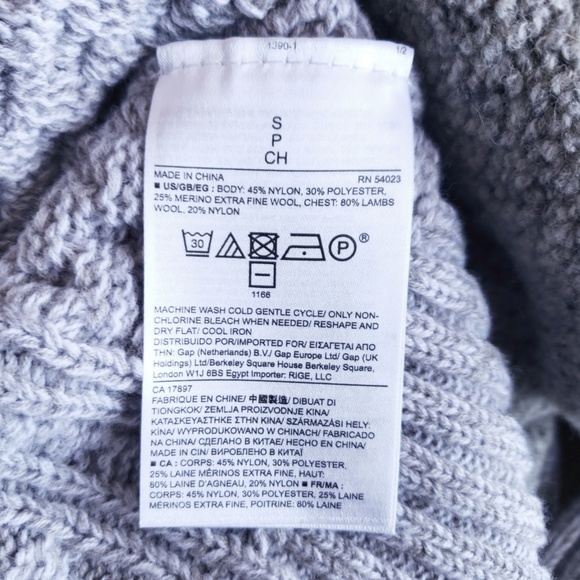 1390-1 1/2
S
P
CH
MADE IN CHINA RN 54023
■ US/GB/EG : BODY: 45% NYLON, 30% POLYESTER,
25% MERINO EXTRA FINE WOOL, CHEST: 80% LAMBS
WOOL, 20% NYLON
30 P ®
1166
MACHINE WASH COLD GENTLE CYCLE/ ONLY NON-
CHLORINE BLEACH WHEN NEEDED/ RESHAPE AND
DRY FLAT/ COOL IRON
DISTRIBUIDO POR/IMPORTED FOR/ ΕΙΣΑΓΕΤΑΙ ΑΠΟ
ΤΗΝ: Gap (Netherlands) B.V./ Gap Europe Ltd/ Gap (UK
Holdings) Ltd/Berkeley Square House Berkeley Square,
London W1J 6BS Egypt Importer: RIGE, LLC
CA 17897
FABRIQUE EN CHINE/ 中國製造/ DIBUAT DI
TIONGKOK/ ZEMLJA PROIZVODNJE KINA/
ΚΑΤΑΣΚΕΥΑΣΤΗΚΕ ΣΤΗΝ ΚΙΝΑ/ SZÁRMAZÁSI HELY:
KÍNA/ WYPRODUKOWANO W CHINACH/ FABRICADO
NA CHINA/ СДЕЛАНО В КИТАЕ/ HECHO EN CHINA/
MADE IN CIN/ ВИРОБЛЕНО В КИТАЇ
■ CA : CORPS: 45% NYLON, 30% POLYESTER,
25% LAINE MÉRINOS EXTRA FINE, HAUT:
80% LAINE D'AGNEAU, 20% NYLON ■ FR/MA :
CORPS: 45% NYLON, 30% POLYESTER, 25% LAINE
MÉRINOS EXTRA FINE, POITRINE: 80% LAINE